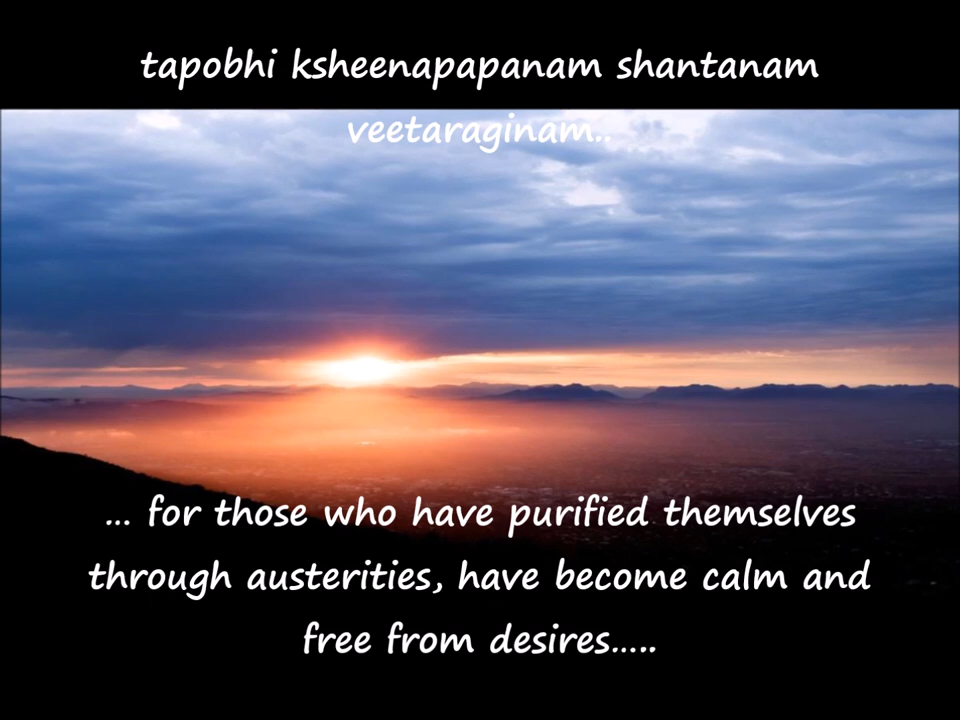 tapobhi ksheenapapanam shantanam
veetaraginam..
... for those who have purified themselves
through austerities, have become calm and
free from desires.....